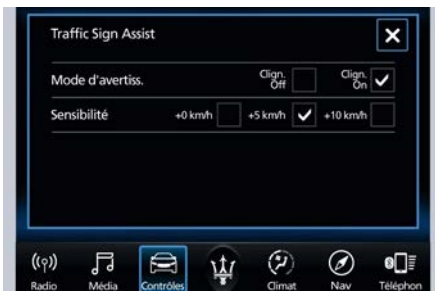 Traffic Sign Assist
Mode d'avertiss. Clign. Off Clign. On
Sensibilité +0 km/h +5 km/h +10 km/h
Radio Média Contrôles Climat Nav Téléphon